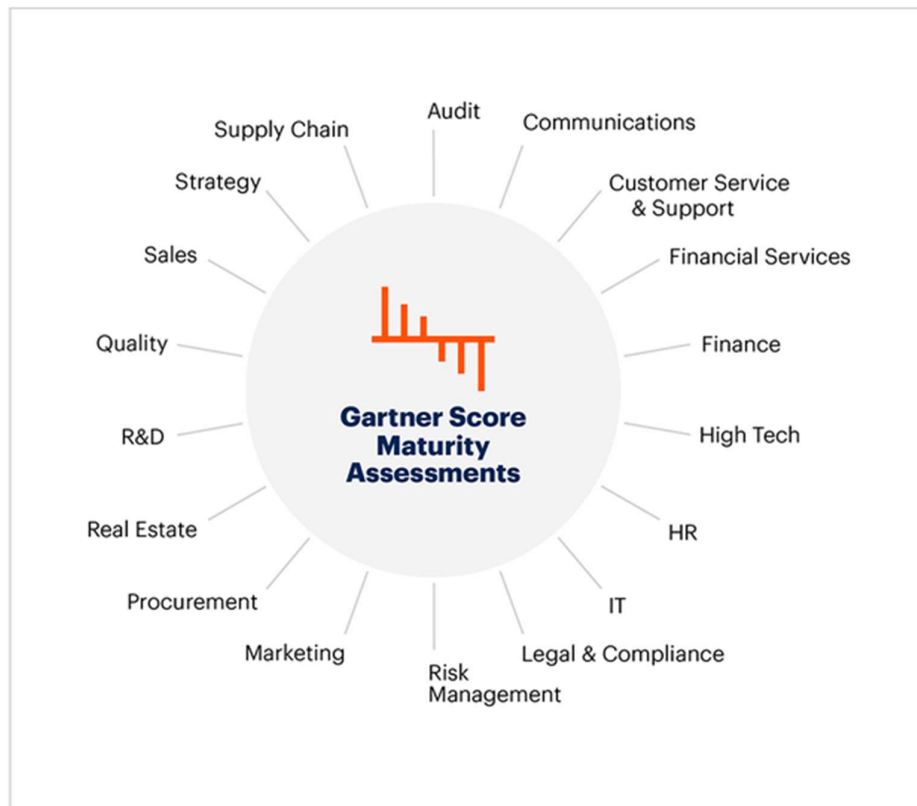 Audit
Communications
Customer Service
& Support
Financial Services
Finance
High Tech
HR
IT
Legal & Compliance
Risk
Management
Marketing
Procurement
Real Estate
R&D
Quality
Sales
Strategy
Supply Chain
Gartner Score
Maturity
Assessments